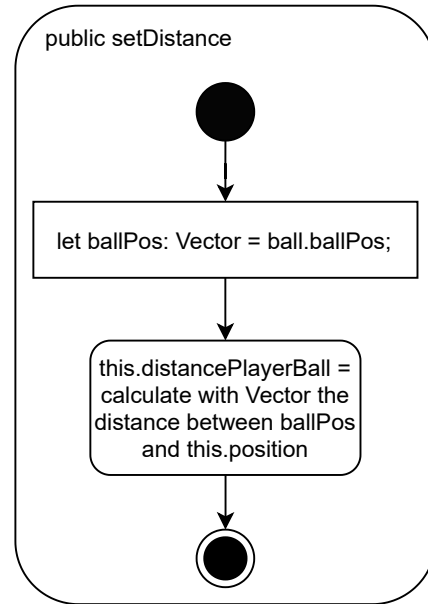 public setDistance
let ballPos: Vector = ball.ballPos;
this.distancePlayerBall =
calculate with Vector the
distance between ballPos
and this.position